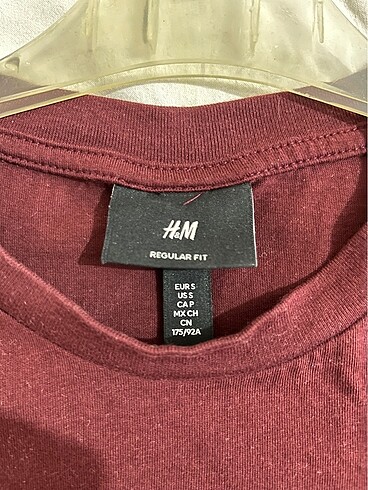 H&M
REGULAR FIT
EUR S
US S
CA P
MX CH
CN
175/92A